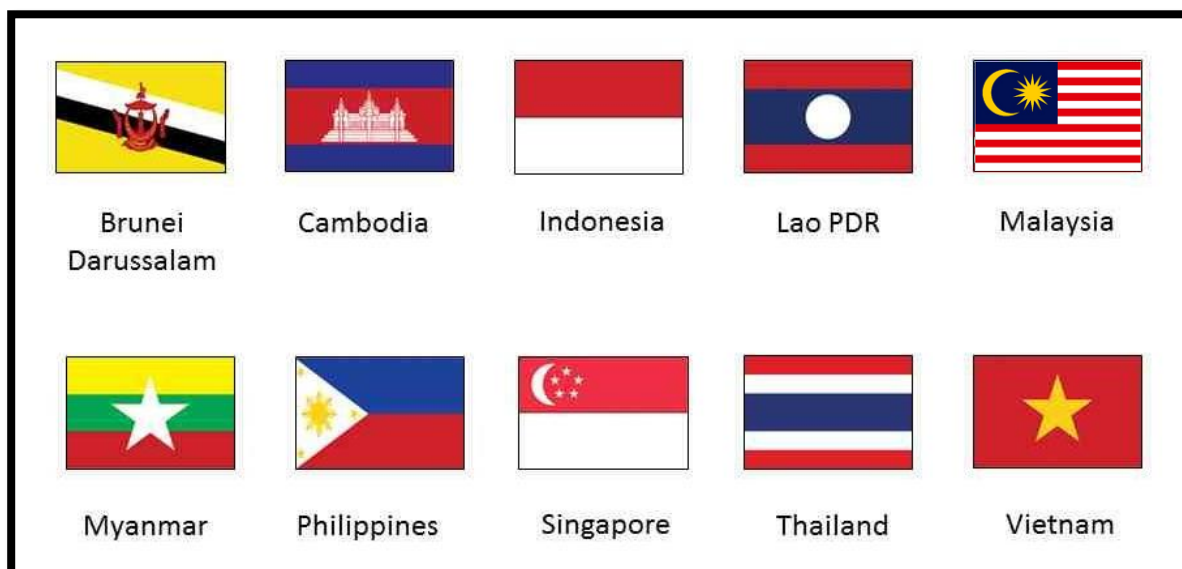 Brunei
Darussalam
Cambodia
Indonesia
Lao PDR
Malaysia
Myanmar
Philippines
Singapore
Thailand
Vietnam